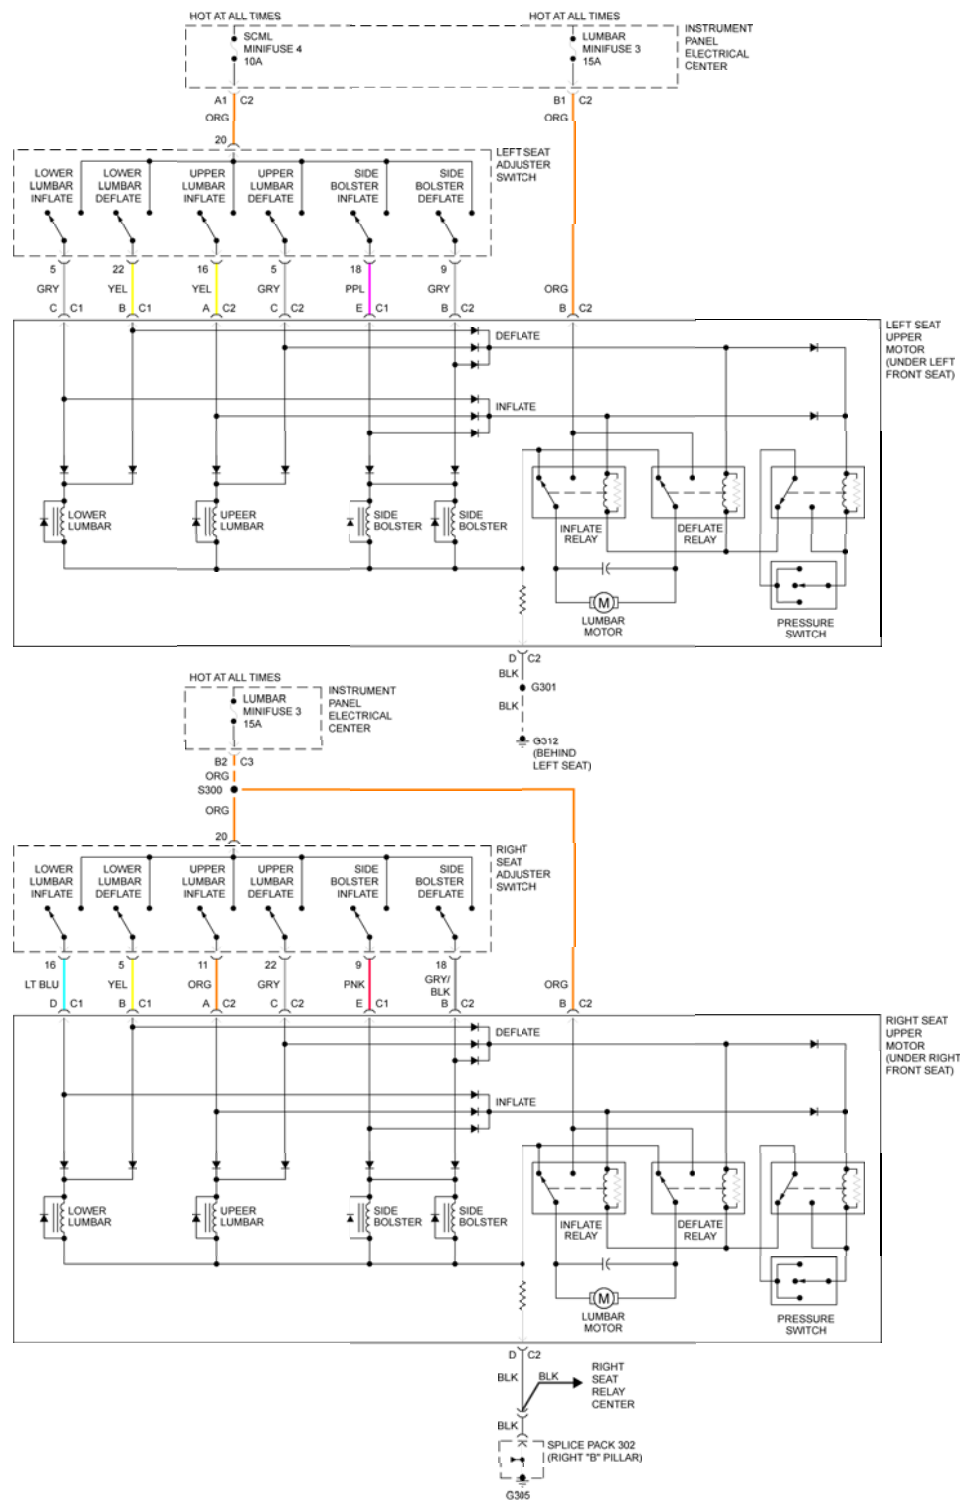 HOT AT ALL TIMES
HOT AT ALL TIMES
SCML
MINIFUSE 4
10A
LUMBAR
MINIFUSE 3
15A
INSTRUMENT
PANEL
ELECTRICAL
CENTER
A1 C2
B1 C2
ORG
ORG
20
LEFT SEAT
ADJUSTER
SWITCH
LOWER
LUMBAR
INFLATE
LOWER
LUMBAR
DEFLATE
UPPER
LUMBAR
INFLATE
UPPER
LUMBAR
DEFLATE
SIDE
BOLSTER
INFLATE
SIDE
BOLSTER
DEFLATE
5 22 16 5 18 9
GRY YEL YEL GRY PPL GRY ORG
C C1 B C1 A C2 C C2 E C1 B C2 B C2
LEFT SEAT
UPPER
MOTOR
(UNDER LEFT
FRONT SEAT)
DEFLATE
INFLATE
LOWER
LUMBAR
UPEER
LUMBAR
SIDE
BOLSTER
SIDE
BOLSTER
INFLATE
RELAY
DEFLATE
RELAY
M
LUMBAR
MOTOR
PRESSURE
SWITCH
D C2
BLK
G301
BLK
G312
(BEHIND
LEFT SEAT)
HOT AT ALL TIMES
LUMBAR
MINIFUSE 3
15A
INSTRUMENT
PANEL
ELECTRICAL
CENTER
B2 C3
ORG
S300
ORG
20
RIGHT
SEAT
ADJUSTER
SWITCH
LOWER
LUMBAR
INFLATE
LOWER
LUMBAR
DEFLATE
UPPER
LUMBAR
INFLATE
UPPER
LUMBAR
DEFLATE
SIDE
BOLSTER
INFLATE
SIDE
BOLSTER
DEFLATE
16 5 11 22 9 18
LT BLU YEL ORG GRY PNK GRY/
BLK
ORG
D C1 B C1 A C2 C C2 E C1 B C2 B C2
RIGHT SEAT
UPPER
MOTOR
(UNDER RIGHT
FRONT SEAT)
DEFLATE
INFLATE
LOWER
LUMBAR
UPEER
LUMBAR
SIDE
BOLSTER
SIDE
BOLSTER
INFLATE
RELAY
DEFLATE
RELAY
M
LUMBAR
MOTOR
PRESSURE
SWITCH
D C2
BLK
BLK
RIGHT
SEAT
RELAY
CENTER
BLK
SPLICE PACK 302
(RIGHT "B" PILLAR)
G305